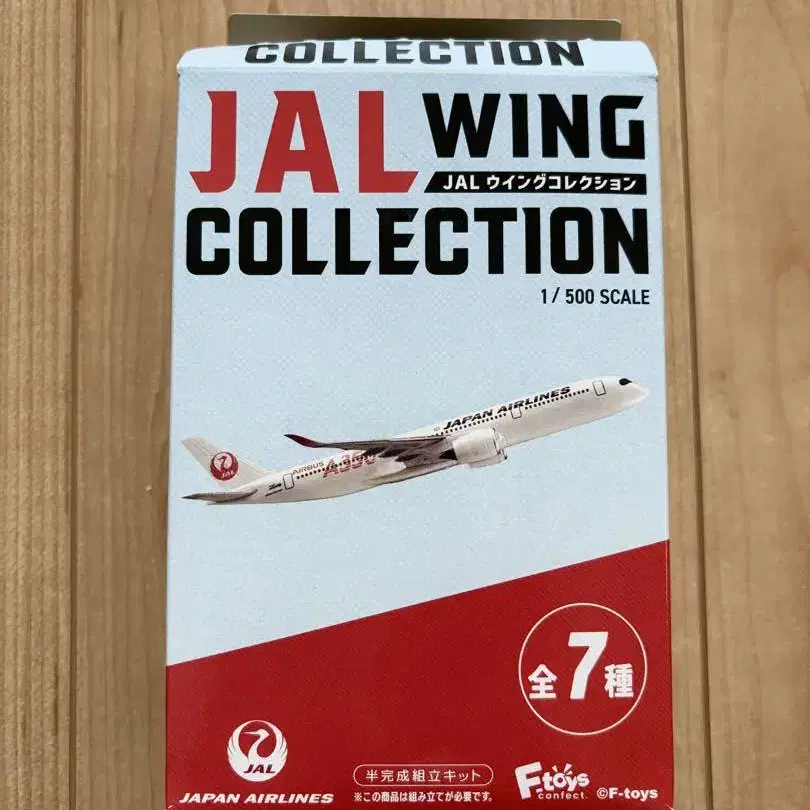 COLLECTION
JAL WING
JAL ウイングコレクション
COLLECTION
1/500 SCALE
JAPAN AIRLINES
AIRBUS
A350
JAL
JAPAN AIRLINES
全7種
半完成組立キット
※この商品は組み立てが必要です。
F-toys
confect.
©F-toys